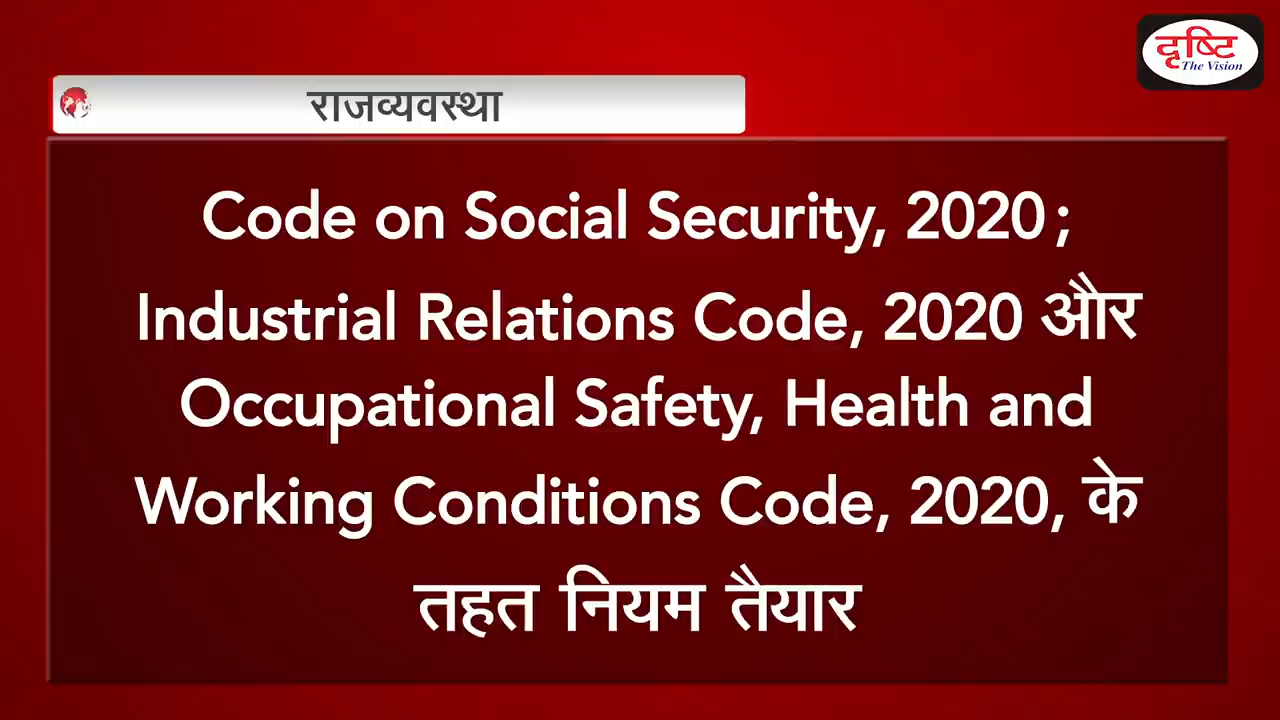 दृष्टि
The Vision
राजव्यवस्था
Code on Social Security, 2020;
Industrial Relations Code, 2020 और
Occupational Safety, Health and
Working Conditions Code, 2020, के
तहत नियम तैयार